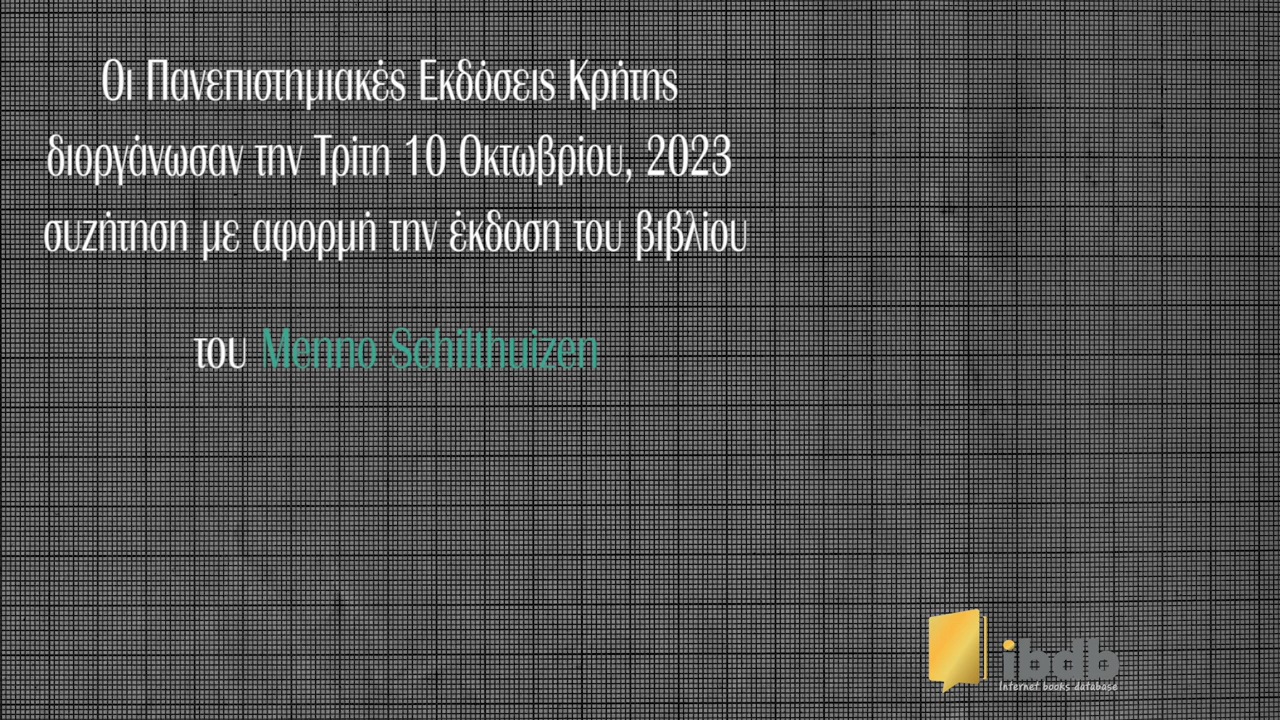 Οι Πανεπιστημιακές Εκδόσεις Κρήτης
διοργάνωσαν την Τρίτη 10 Οκτωβρίου, 2023
συζήτηση με αφορμή την έκδοση του βιβλίου
του Menno Schilthuizen
ibdb
internet books database